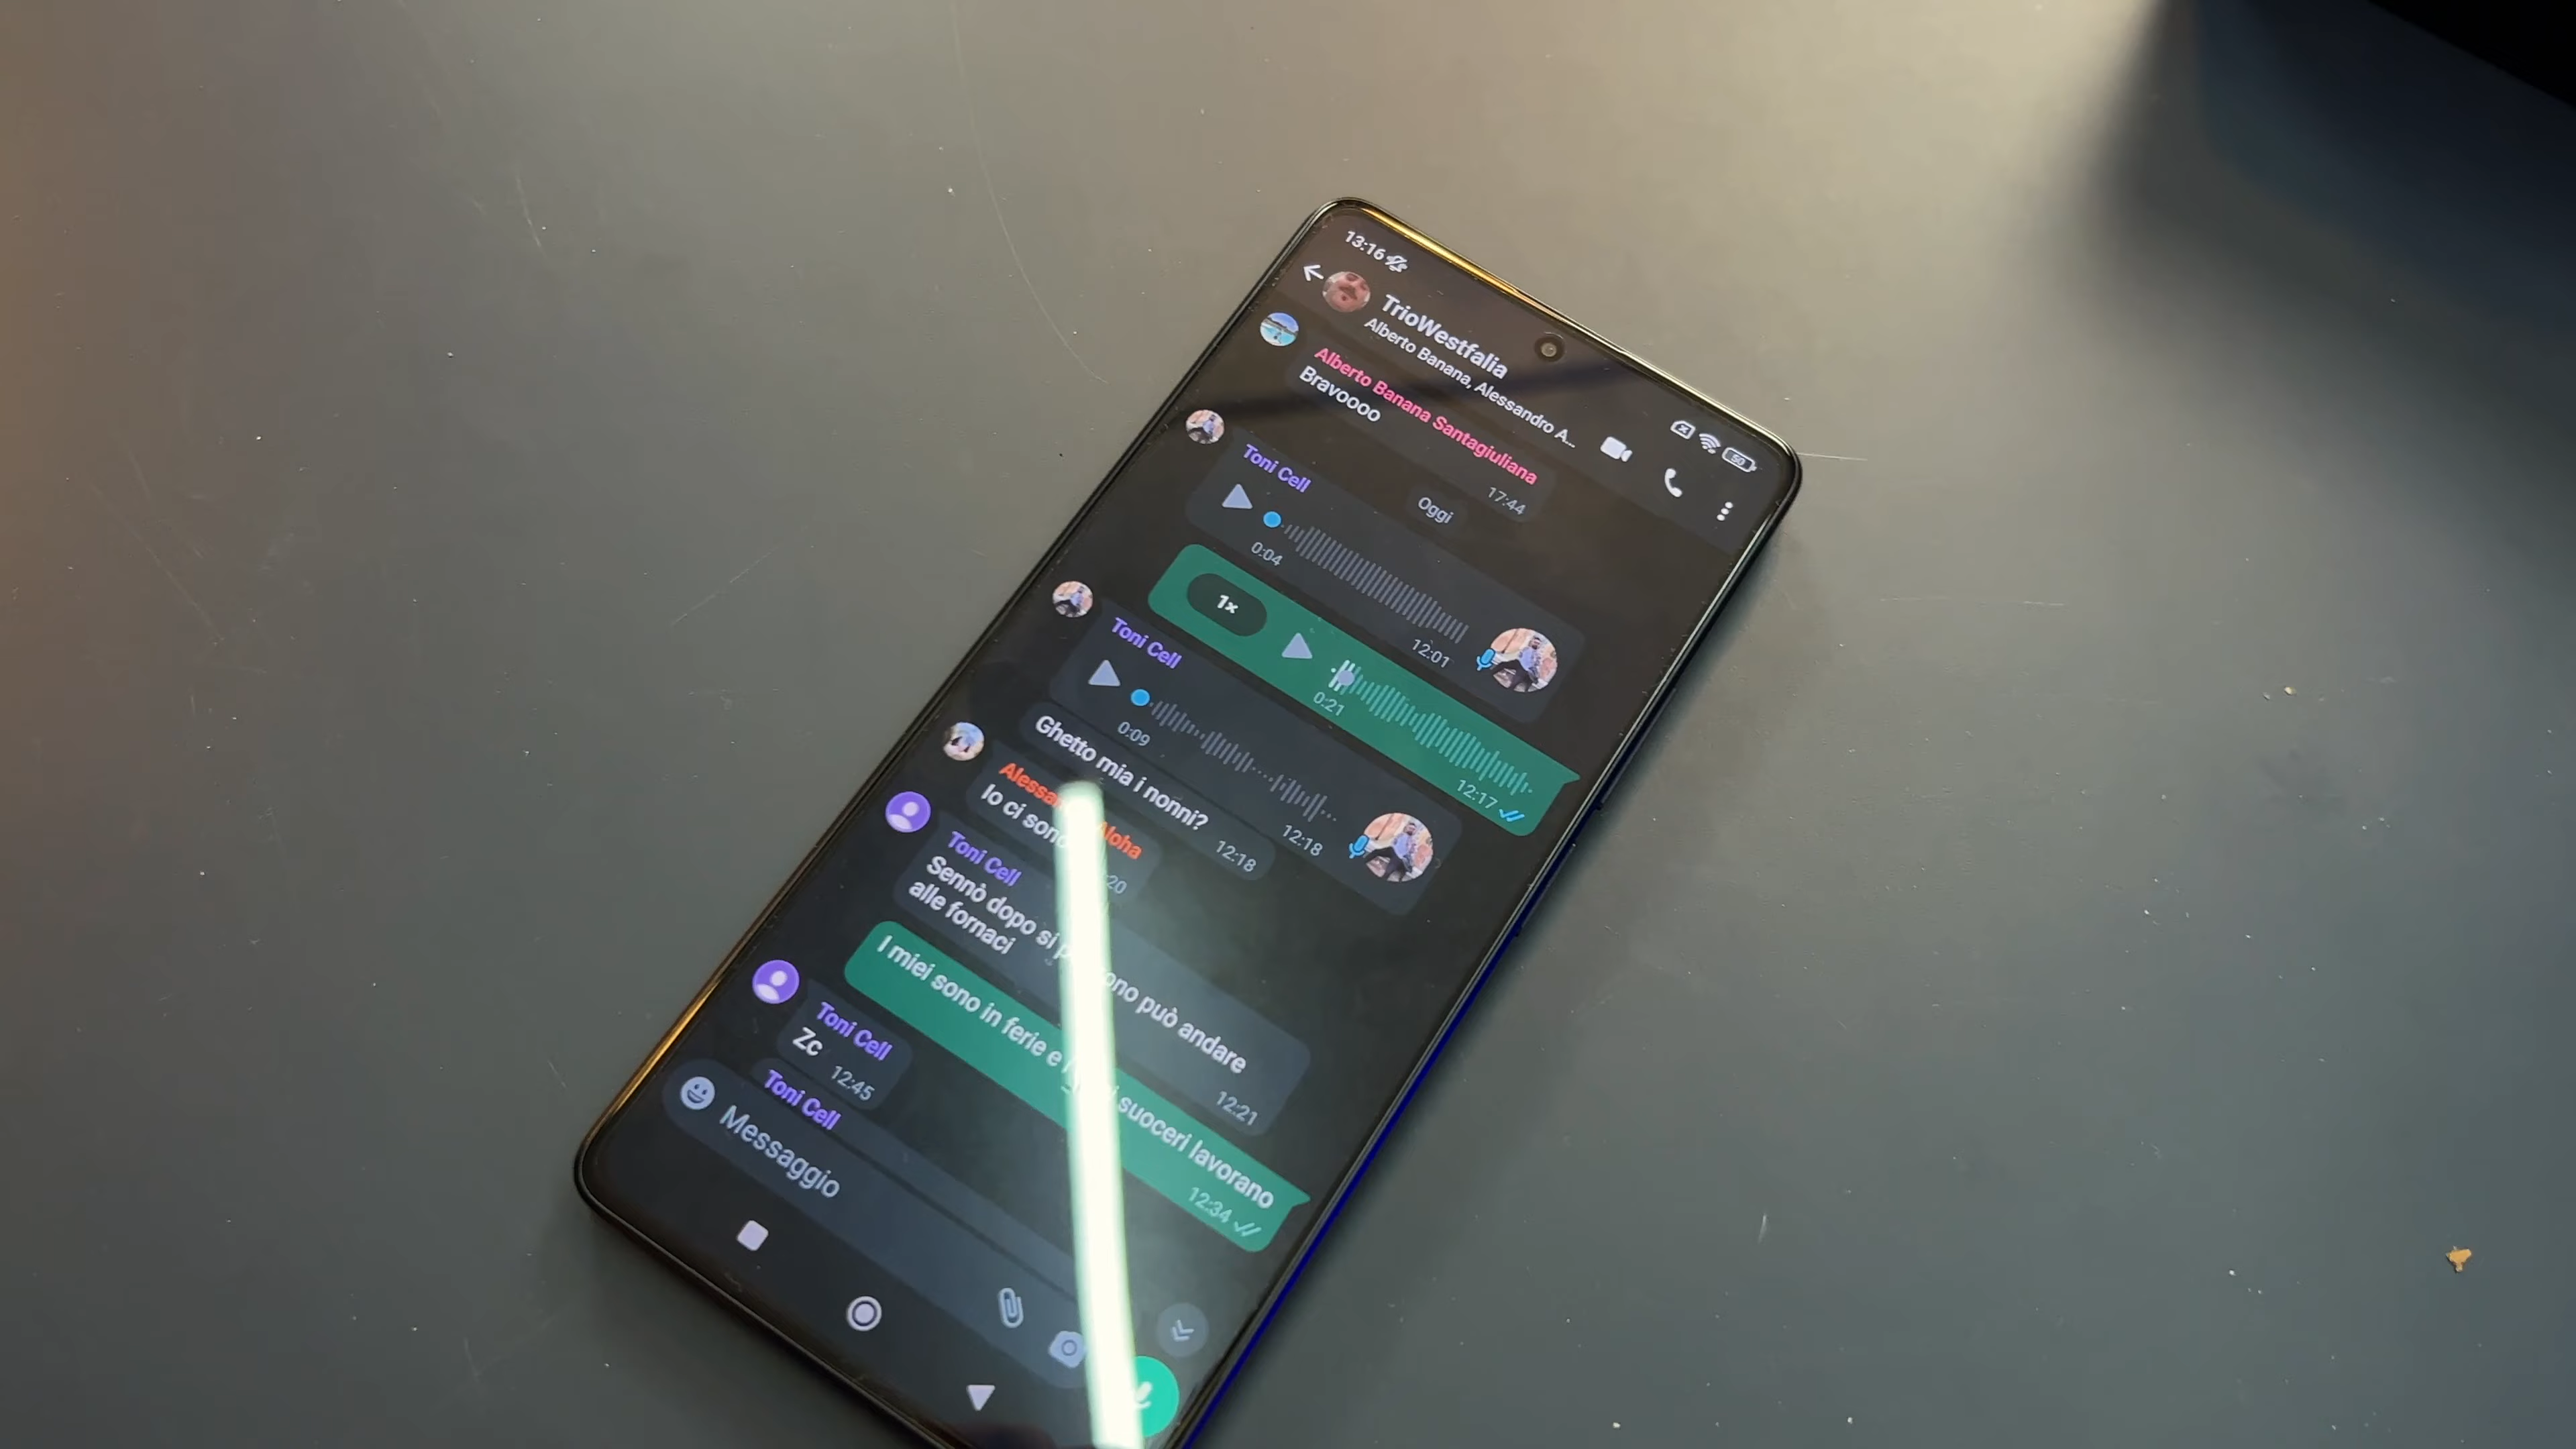 13:16
50
TrioWestfalia
Alberto Banana, Alessandro A...
Alberto Banana Santagiuliana
Bravoooo
17:44
Oggi
Toni Cell
0:04
12:01
1x
0:21
12:17
Toni Cell
0:09
12:18
Ghetto mia i nonni?
12:18
Aloha
Io ci sono
Toni Cell
Sennò dopo si può andare
alle fornaci
12:21
I miei sono in ferie e suoceri lavorano
12:34
Toni Cell
Zc
12:45
Toni Cell
Messaggio